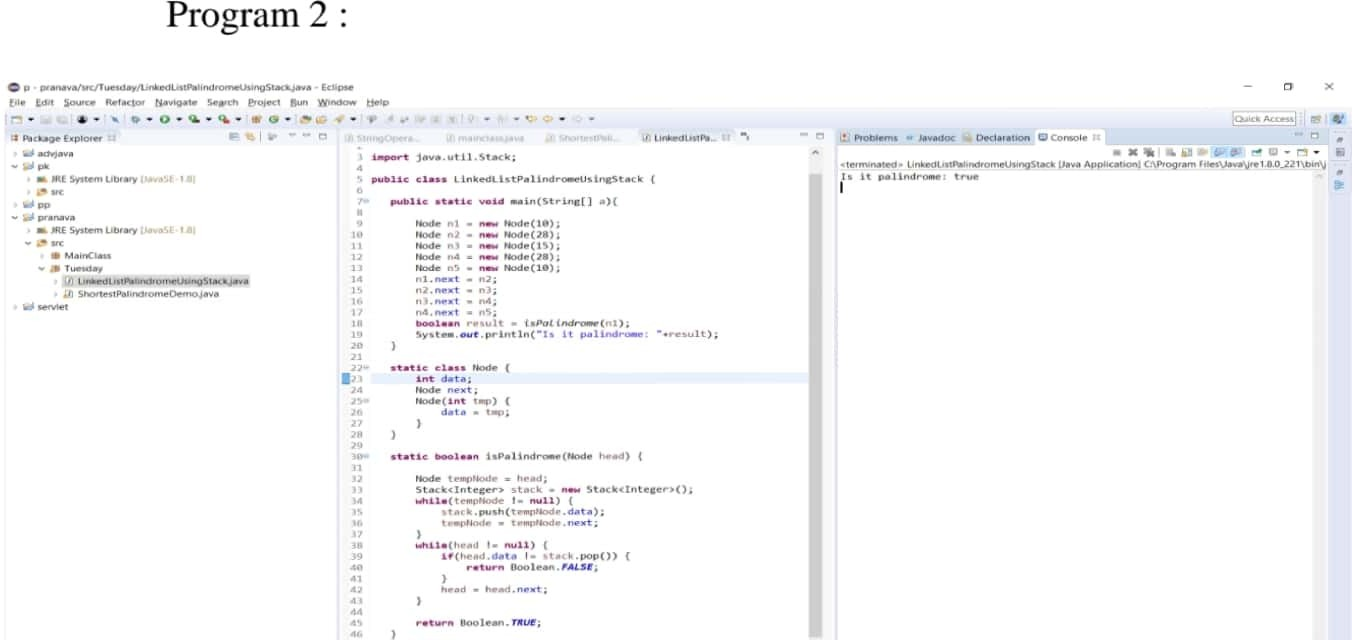 Program 2 :
p - pranava/src/Tuesday/LinkedListPalindromeUsingStack.java - Eclipse
File Edit Source Refactor Navigate Search Project Run Window Help
Quick Access
Package Explorer
advjava
pk
JRE System Library [JavaSE-1.8]
src
pp
pranava
JRE System Library [JavaSE-1.8]
src
MainClass
Tuesday
LinkedListPalindromeUsingStack.java
ShortestPalindromeDemo.java
servlet
StringOpera... mainclass.java ShortestPali... LinkedListPa...
3 import java.util.Stack;
4
5 public class LinkedListPalindromeUsingStack {
6
7 public static void main(String[] a){
8
9 Node n1 = new Node(10);
10 Node n2 = new Node(28);
11 Node n3 = new Node(15);
12 Node n4 = new Node(28);
13 Node n5 = new Node(10);
14 n1.next = n2;
15 n2.next = n3;
16 n3.next = n4;
17 n4.next = n5;
18 boolean result = isPalindrome(n1);
19 System.out.println("Is it palindrome: "+result);
20 }
21
22 static class Node {
23 int data;
24 Node next;
25 Node(int tmp) {
26 data = tmp;
27 }
28 }
29
30 static boolean isPalindrome(Node head) {
31
32 Node tempNode = head;
33 Stack<Integer> stack = new Stack<Integer>();
34 while(tempNode != null) {
35 stack.push(tempNode.data);
36 tempNode = tempNode.next;
37 }
38 while(head != null) {
39 if(head.data != stack.pop()) {
40 return Boolean.FALSE;
41 }
42 head = head.next;
43 }
44
45 return Boolean.TRUE;
46 }
Problems Javadoc Declaration Console
<terminated> LinkedListPalindromeUsingStack [Java Application] C:\Program Files\Java\jre1.8.0_221\bin\j
Is it palindrome: true